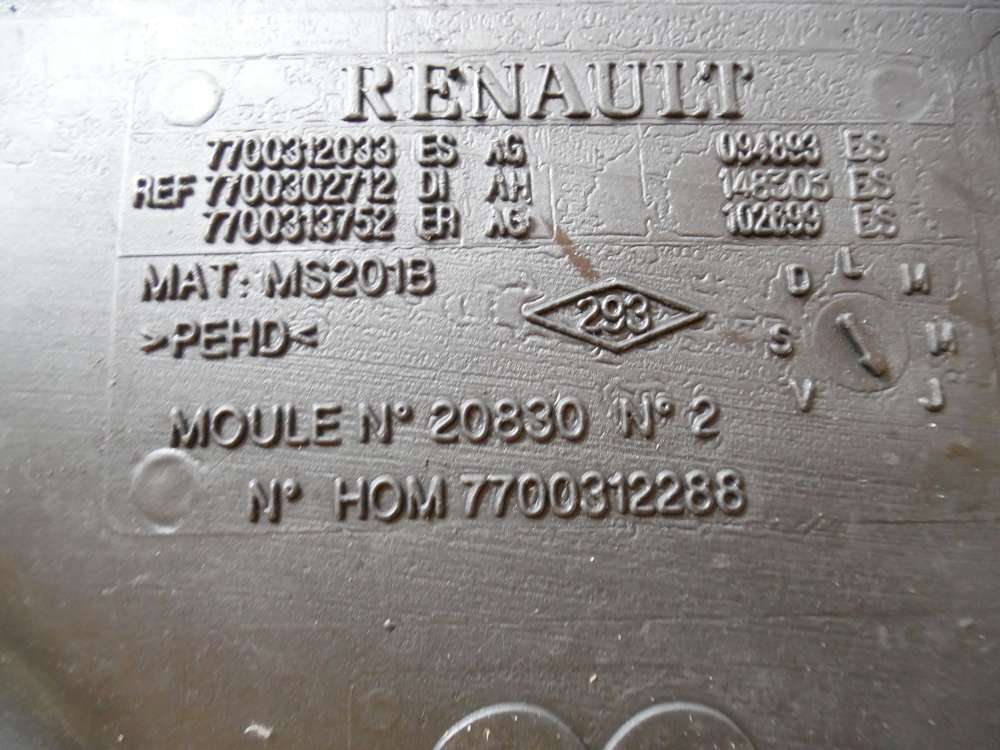 RENAULT
7700312033 ES AG 094893 ES
REF 7700302712 DI AH 148305 ES
7700313752 ER AG 102699 ES
MAT: MS201B
293
D L M
>PEHD<
S M
V J
MOULE N° 20830 N° 2
N° HOM 7700312288